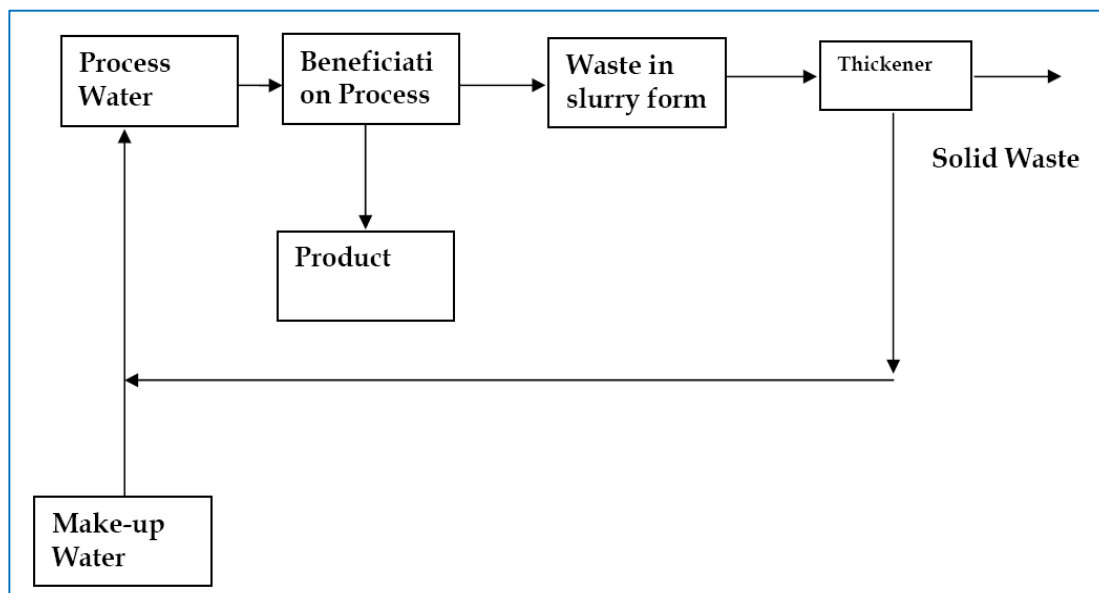 Process
Water
Beneficiati
on Process
Waste in
slurry form
Thickener
Solid Waste
Product
Make-up
Water